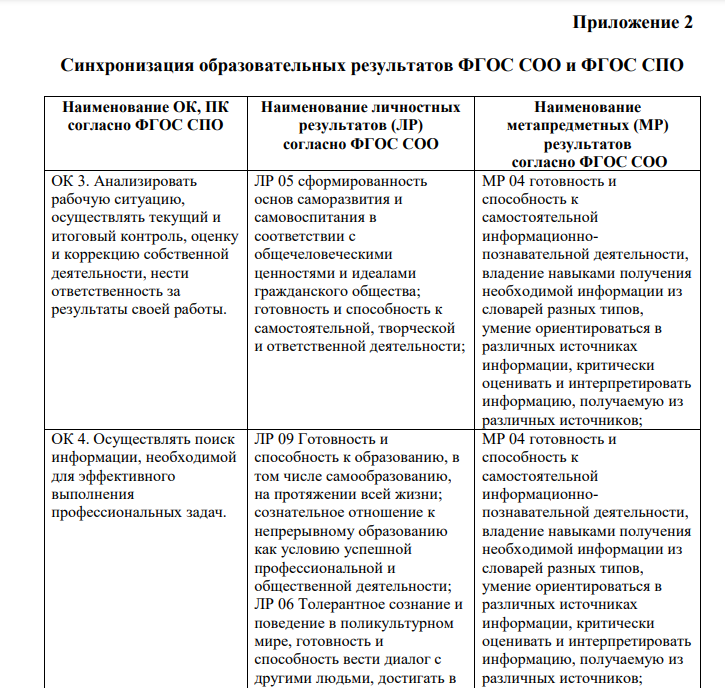 Приложение 2
Синхронизация образовательных результатов ФГОС СОО и ФГОС СПО
Наименование ОК, ПК
согласно ФГОС СПО
Наименование личностных
результатов (ЛР)
согласно ФГОС СОО
Наименование
метапредметных (МР)
результатов
согласно ФГОС СОО
ОК 3. Анализировать
рабочую ситуацию,
осуществлять текущий и
итоговый контроль, оценку
и коррекцию собственной
деятельности, нести
ответственность за
результаты своей работы.
ЛР 05 сформированность
основ саморазвития и
самовоспитания в
соответствии с
общечеловеческими
ценностями и идеалами
гражданского общества;
готовность и способность к
самостоятельной, творческой
и ответственной деятельности;
МР 04 готовность и
способность к
самостоятельной
информационно-
познавательной деятельности,
владение навыками получения
необходимой информации из
словарей разных типов,
умение ориентироваться в
различных источниках
информации, критически
оценивать и интерпретировать
информацию, получаемую из
различных источников;
ОК 4. Осуществлять поиск
информации, необходимой
для эффективного
выполнения
профессиональных задач.
ЛР 09 Готовность и
способность к образованию, в
том числе самообразованию,
на протяжении всей жизни;
сознательное отношение к
непрерывному образованию
как условию успешной
профессиональной и
общественной деятельности;
ЛР 06 Толерантное сознание и
поведение в поликультурном
мире, готовность и
способность вести диалог с
другими людьми, достигать в
МР 04 готовность и
способность к
самостоятельной
информационно-
познавательной деятельности,
владение навыками получения
необходимой информации из
словарей разных типов,
умение ориентироваться в
различных источниках
информации, критически
оценивать и интерпретировать
информацию, получаемую из
различных источников;